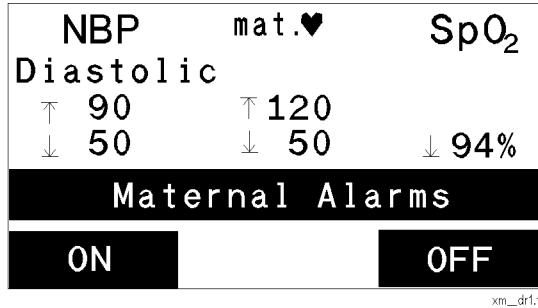 NBP mat.♥ SpO₂
Diastolic
↑ 90 ↑ 120
↓ 50 ↓ 50 ↓ 94%
Maternal Alarms
ON OFF